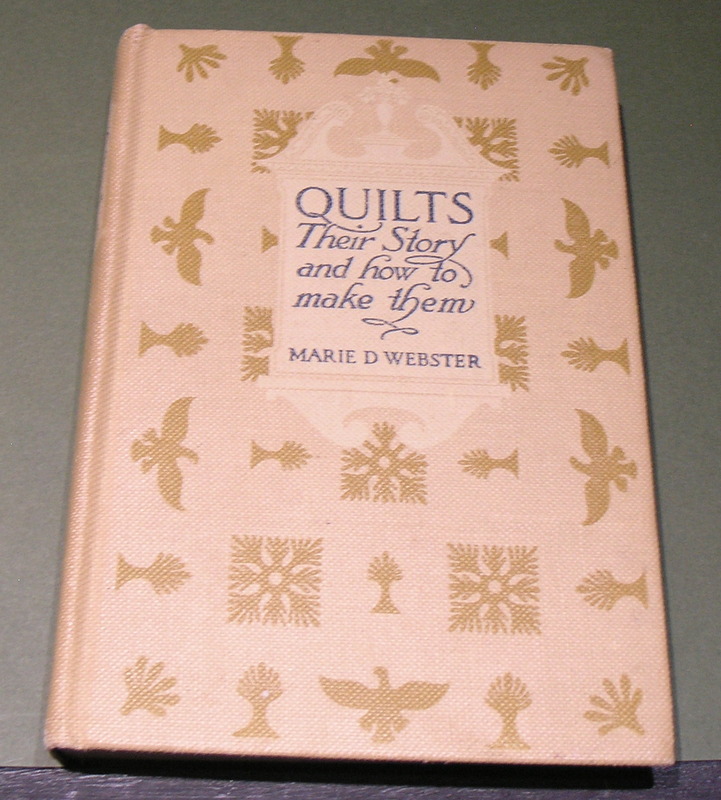 QUILTS
Their Story
and how to
make them
MARIE D WEBSTER